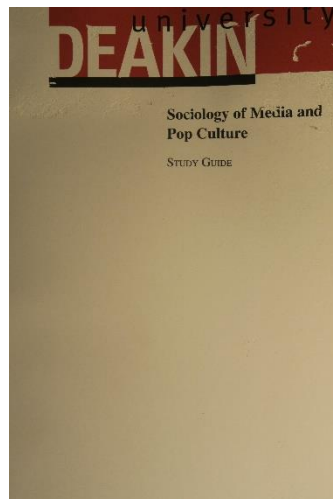 university
DEAKIN
Sociology of Media and
Pop Culture
STUDY GUIDE